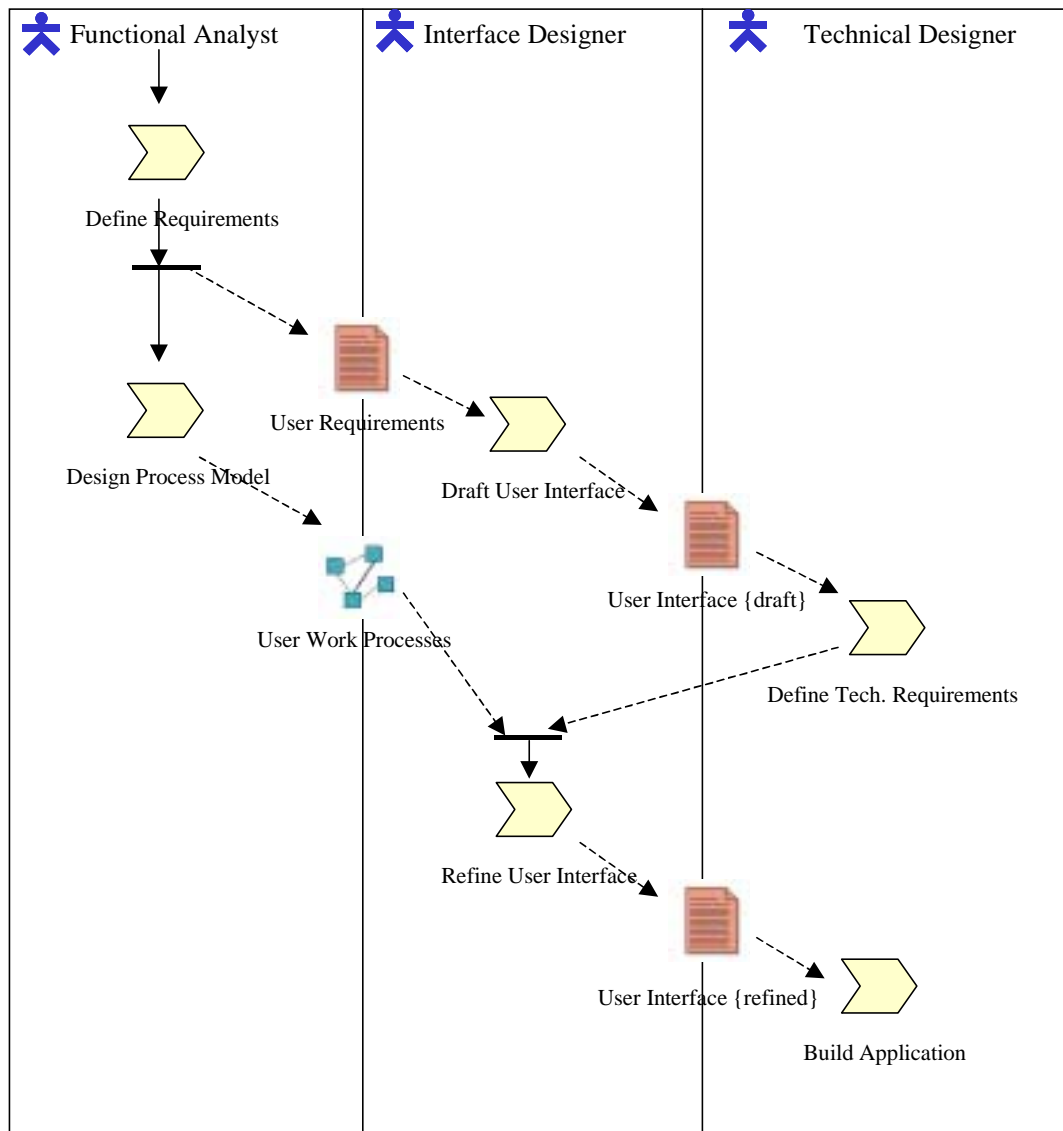 Functional Analyst
Interface Designer
Technical Designer
Define Requirements
User Requirements
Design Process Model
Draft User Interface
User Interface {draft}
User Work Processes
Define Tech. Requirements
Refine User Interface
User Interface {refined}
Build Application